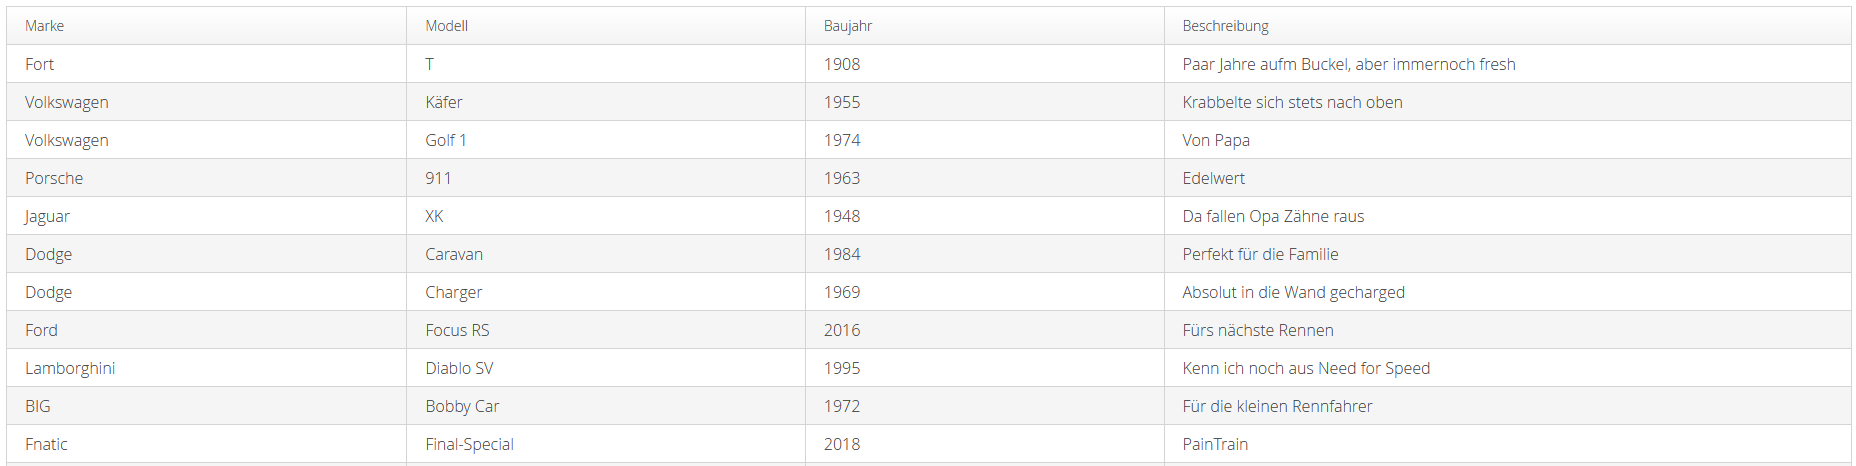 Marke Modell Baujahr Beschreibung
Fort T 1908 Paar Jahre aufm Buckel, aber immernoch fresh
Volkswagen Käfer 1955 Krabbelte sich stets nach oben
Volkswagen Golf 1 1974 Von Papa
Porsche 911 1963 Edelwert
Jaguar XK 1948 Da fallen Opa Zähne raus
Dodge Caravan 1984 Perfekt für die Familie
Dodge Charger 1969 Absolut in die Wand gecharged
Ford Focus RS 2016 Fürs nächste Rennen
Lamborghini Diablo SV 1995 Kenn ich noch aus Need for Speed
BIG Bobby Car 1972 Für die kleinen Rennfahrer
Fnatic Final-Special 2018 PainTrain